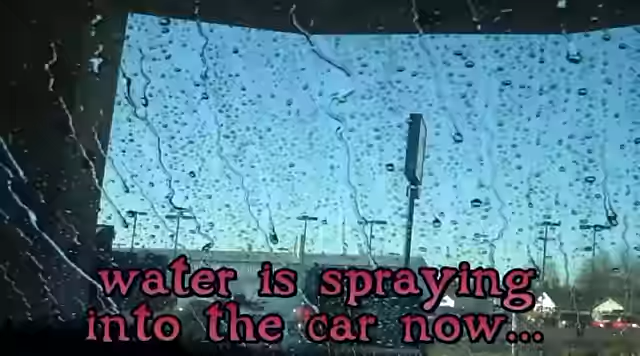 water is spraying
into the car now...